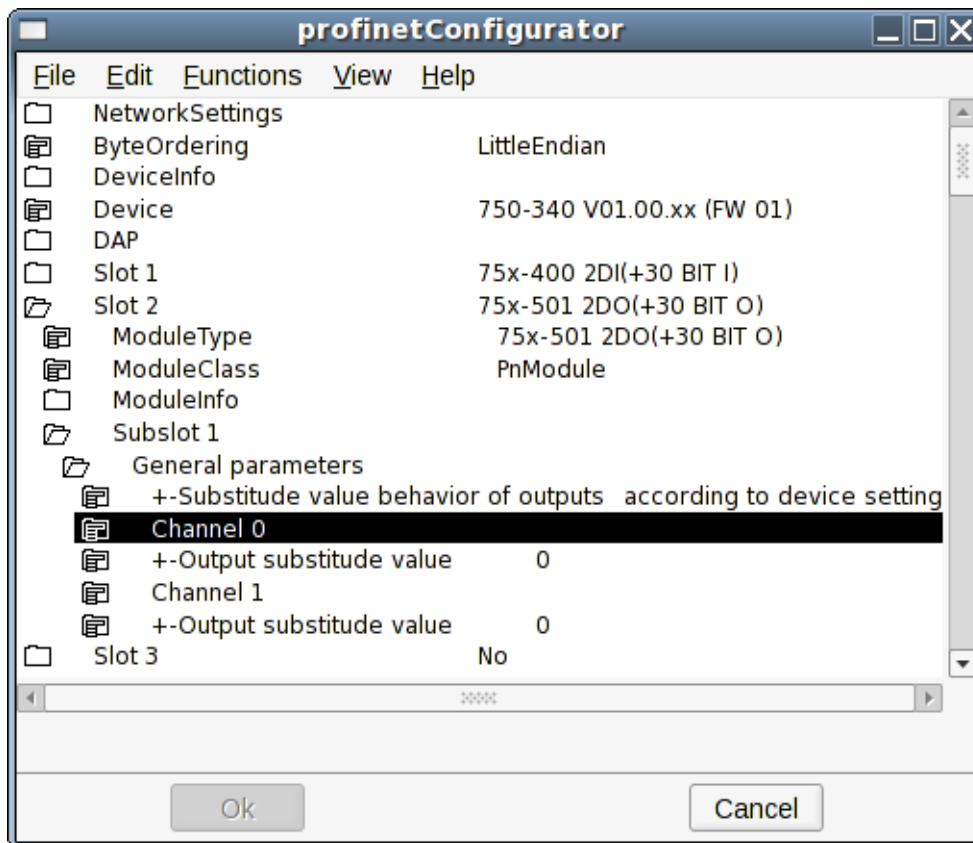 profinetConfigurator
File Edit Functions View Help
NetworkSettings
ByteOrdering LittleEndian
DeviceInfo
Device 750-340 V01.00.xx (FW 01)
DAP
Slot 1 75x-400 2DI(+30 BIT I)
Slot 2 75x-501 2DO(+30 BIT O)
ModuleType 75x-501 2DO(+30 BIT O)
ModuleClass PnModule
ModuleInfo
Subslot 1
General parameters
+-Substitude value behavior of outputs according to device setting
Channel 0
+-Output substitude value 0
Channel 1
+-Output substitude value 0
Slot 3 No
Ok Cancel